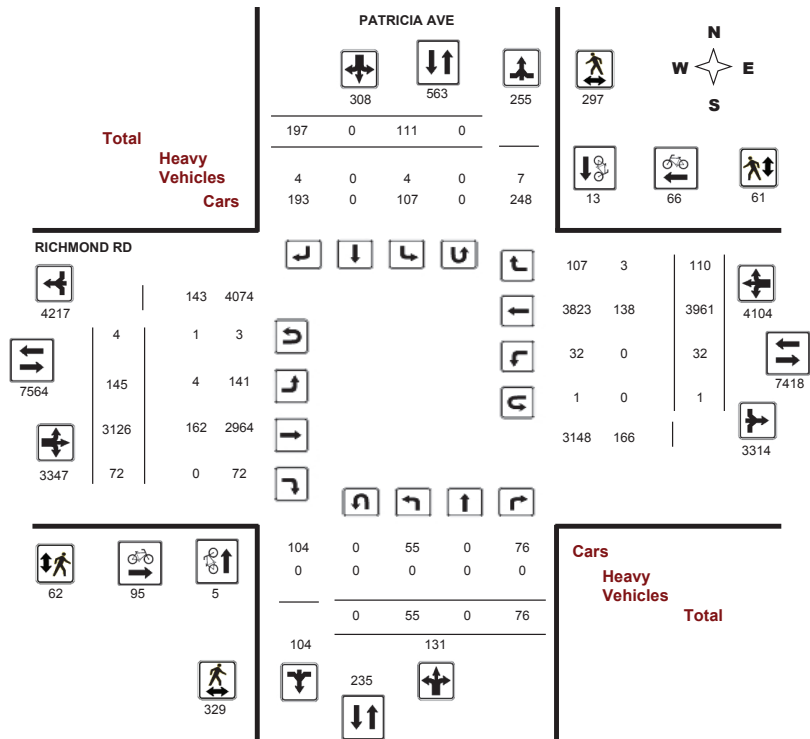 PATRICIA AVE
N
W E
S
308 563 255 297
197 0 111 0
Total
Heavy
Vehicles
Cars
4 0 4 0 7
193 0 107 0 248
13 66 61
RICHMOND RD
4217
143 4074
4 1 3
7564
145 4 141
3126 162 2964
3347
72 0 72
107 3 110
4104
3823 138 3961
32 0 32
7418
1 0 1
3148 166
3314
62 95 5
329
104 0 55 0 76
0 0 0 0 0
0 55 0 76
104 131
235
Cars
Heavy
Vehicles
Total